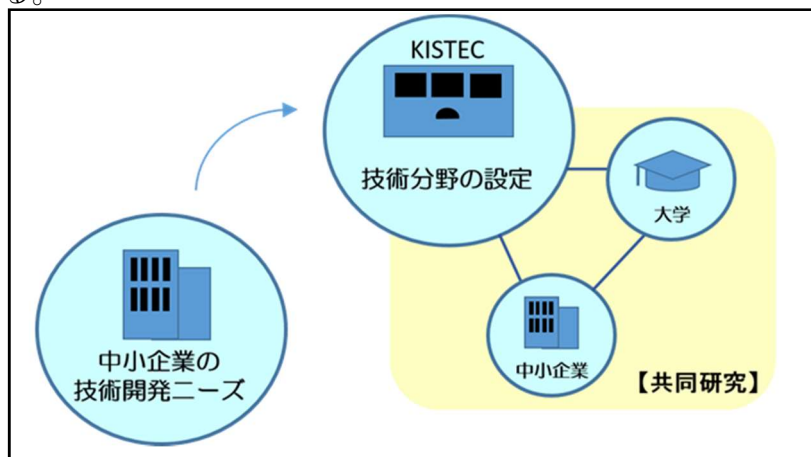 る。
KISTEC
技術分野の設定
大学
中小企業の
技術開発ニーズ
中小企業
【共同研究】